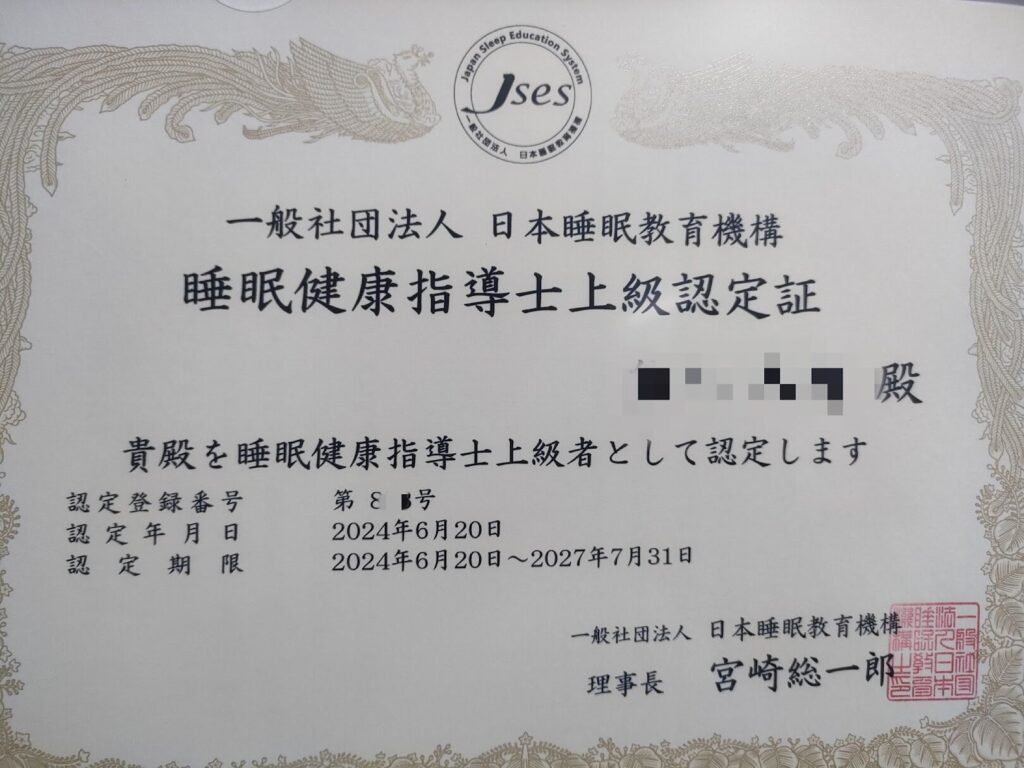 Japan Sleep Education System
Jses
一般社団法人 日本睡眠教育機構
一般社団法人 日本睡眠教育機構
睡眠健康指導士上級認定証
殿
貴殿を睡眠健康指導士上級者として認定します
認定登録番号 第 号
認定年月日 2024年6月20日
認定期限 2024年6月20日～2027年7月31日
一般社団法人 日本睡眠教育機構
理事長 宮崎総一郎